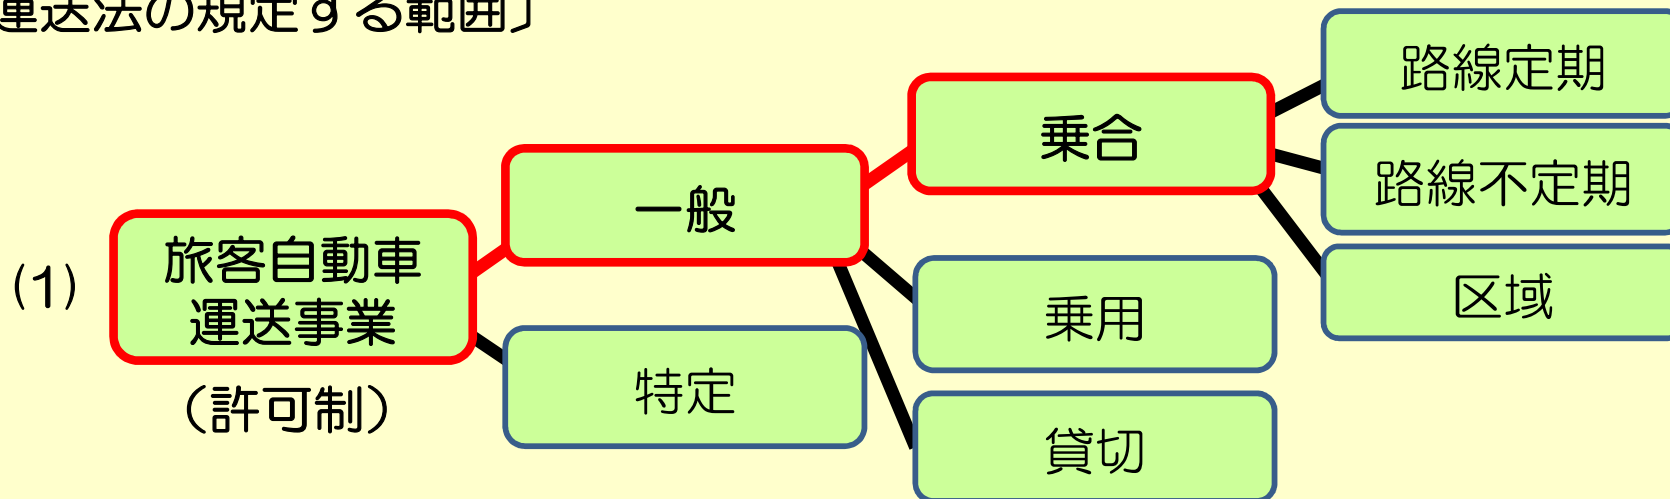 運送法の規定する範囲〕
(1)
旅客自動車
運送事業
(許可制)
一般
特定
乗合
乗用
貸切
路線定期
路線不定期
区域